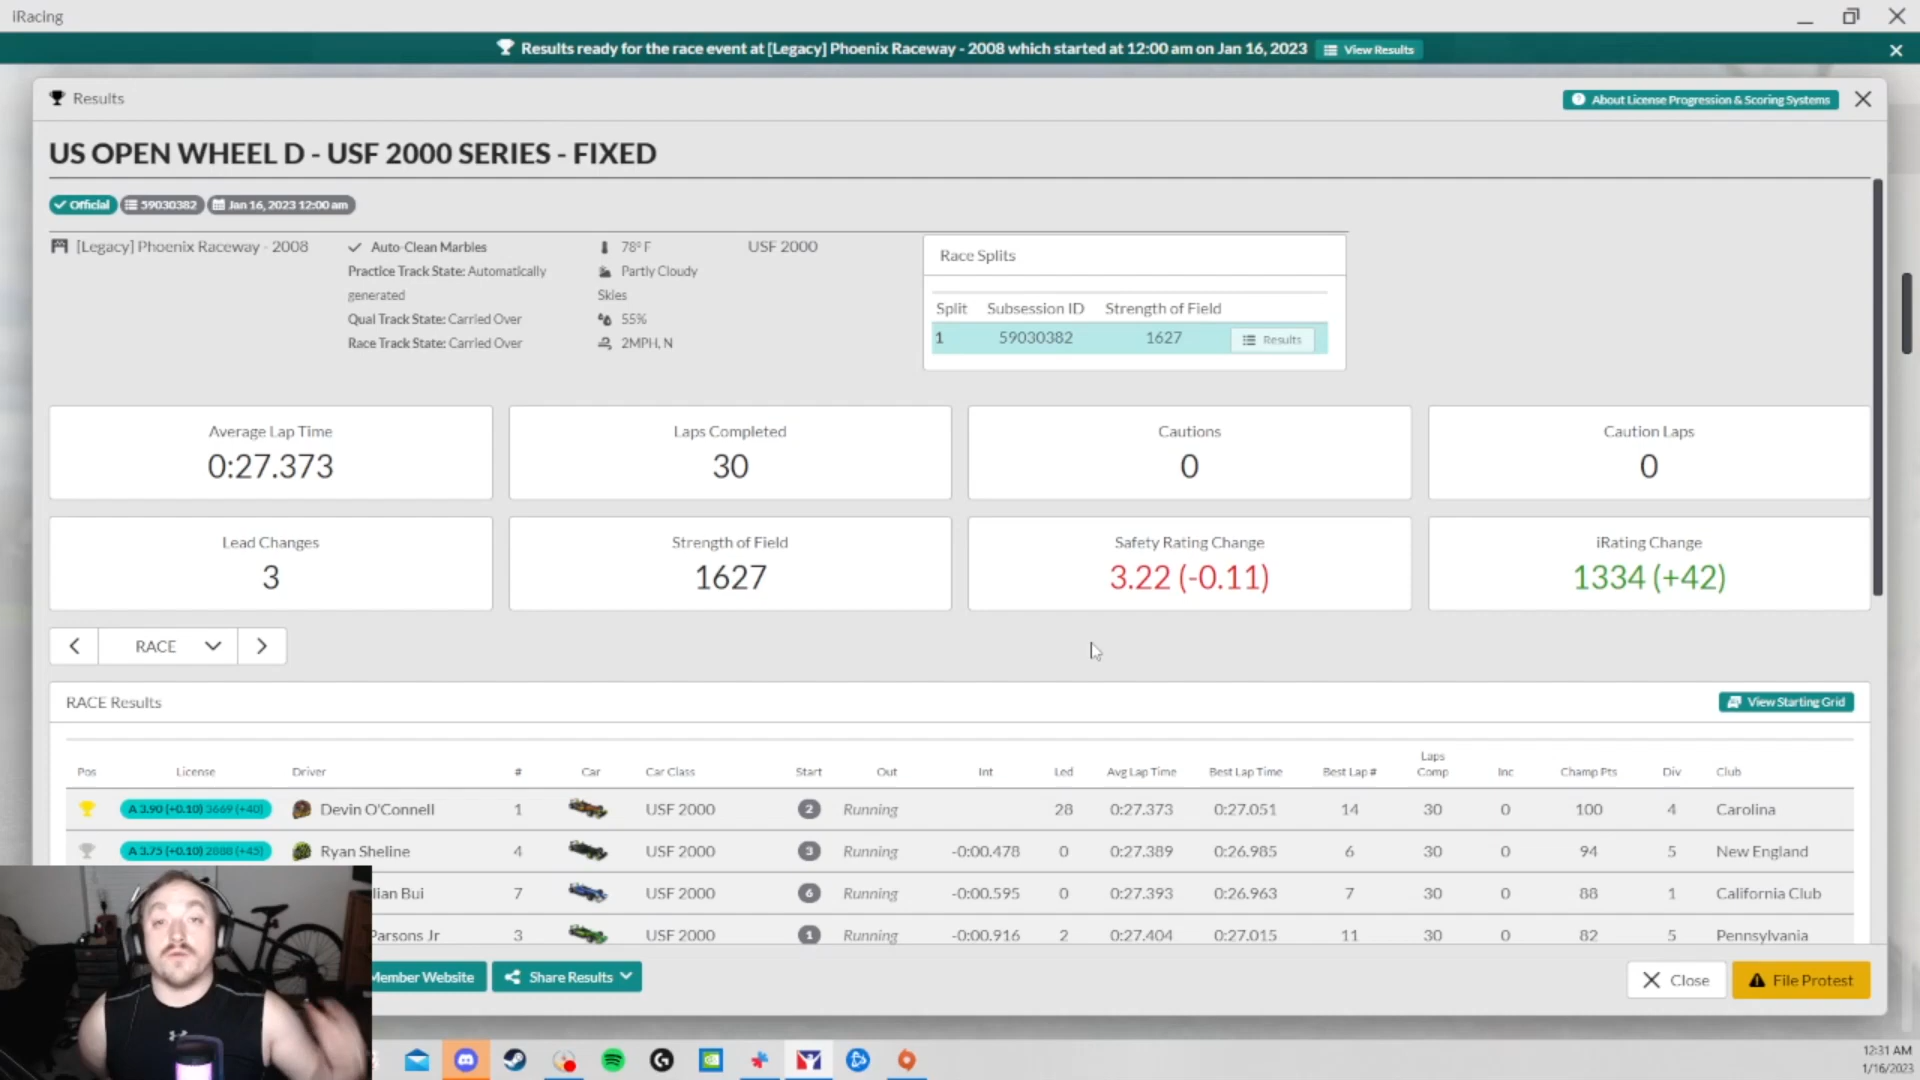 iRacing
Results ready for the race event at [Legacy] Phoenix Raceway - 2008 which started at 12:00 am on Jan 16, 2023 View Results
Results About License Progression & Scoring Systems
US OPEN WHEEL D - USF 2000 SERIES - FIXED
Official 59030382 Jan 16, 2023 12:00 am
[Legacy] Phoenix Raceway - 2008 Auto-Clean Marbles 78° F USF 2000
Practice Track State: Automatically generated Partly Cloudy Skies
Qual Track State: Carried Over 55%
Race Track State: Carried Over 2MPH, N
Race Splits
Split Subsession ID Strength of Field
1 59030382 1627 Results
Average Lap Time Laps Completed Cautions Caution Laps
0:27.373 30 0 0
Lead Changes Strength of Field Safety Rating Change iRating Change
3 1627 3.22 (-0.11) 1334 (+42)
RACE
RACE Results View Starting Grid
Pos License Driver # Car Car Class Start Out Int Led Avg Lap Time Best Lap Time Best Lap # Laps Comp Inc Champ Pts Div Club
A 3.90 (+0.10) 3669 (+40) Devin O'Connell 1 USF 2000 2 Running 28 0:27.373 0:27.051 14 30 0 100 4 Carolina
A 3.75 (+0.10) 2888 (+45) Ryan Sheline 4 USF 2000 3 Running -0:00.478 0 0:27.389 0:26.985 6 30 0 94 5 New England
lian Bui 7 USF 2000 6 Running -0:00.595 0 0:27.393 0:26.963 7 30 0 88 1 California Club
Parsons Jr 3 USF 2000 1 Running -0:00.916 2 0:27.404 0:27.015 11 30 0 82 5 Pennsylvania
Member Website Share Results Close File Protest
12:31 AM
1/16/2023